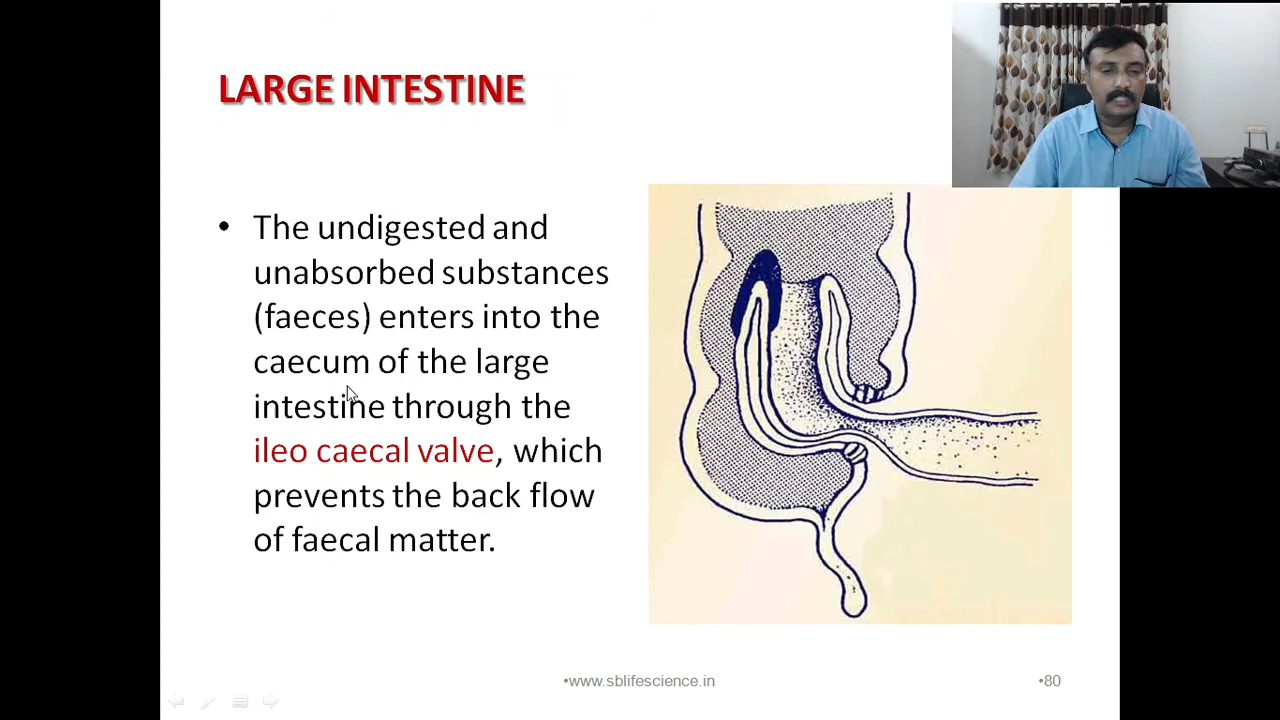 LARGE INTESTINE
• The undigested and
unabsorbed substances
(faeces) enters into the
caecum of the large
intestine through the
ileo caecal valve, which
prevents the back flow
of faecal matter.
•www.sblifescience.in
•80